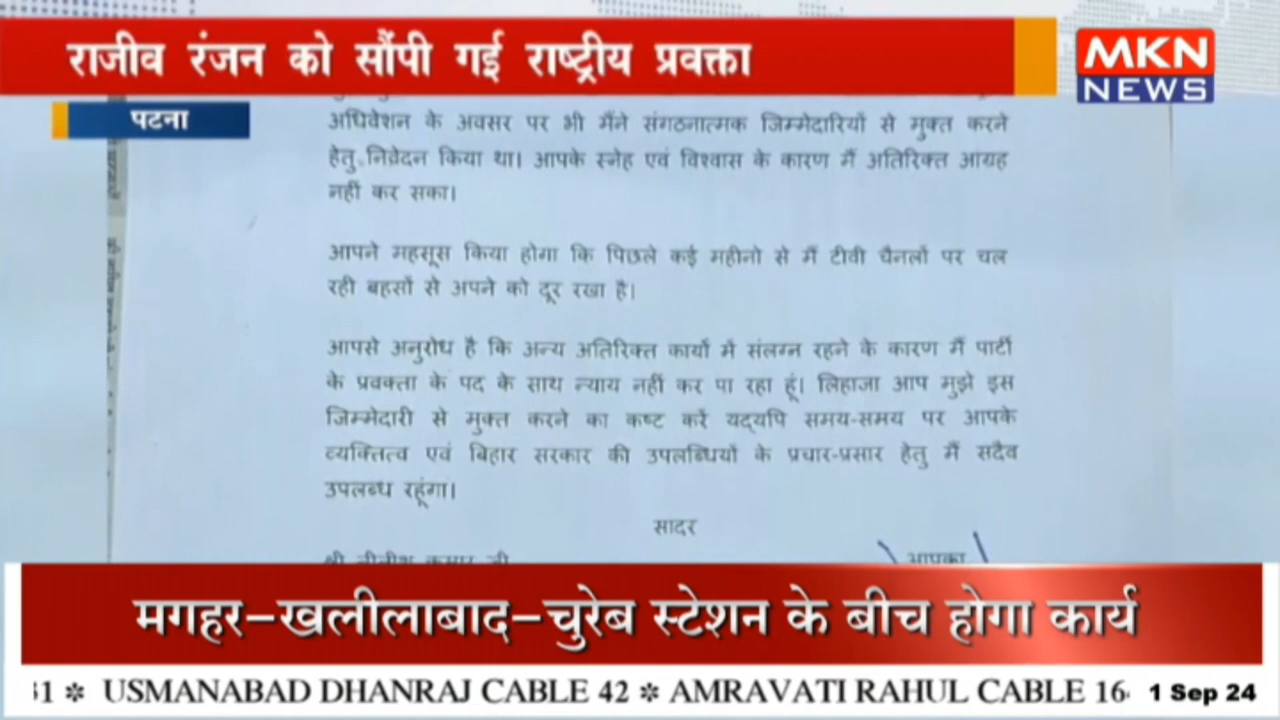 राजीव रंजन को सौंपी गई राष्ट्रीय प्रवक्ता
MKN
NEWS
पटना
अधिवेशन के अवसर पर भी मैंने संगठनात्मक जिम्मेदारियों से मुक्त करने
हेतु निवेदन किया था। आपके स्नेह एवं विश्वास के कारण मैं अतिरिक्त आग्रह
नहीं कर सका।
आपने महसूस किया होगा कि पिछले कई महीनो से मैं टीवी चैनलों पर चल
रही बहसों से अपने को दूर रखा है।
आपसे अनुरोध है कि अन्य अतिरिक्त कार्यो में संलग्न रहने के कारण मैं पार्टी
के प्रवक्ता के पद के साथ न्याय नहीं कर पा रहा हूं। लिहाजा आप मुझे इस
जिम्मेदारी से मुक्त करने का कष्ट करें यद्यपि समय-समय पर आपके
व्यक्तित्व एवं बिहार सरकार की उपलब्धियों के प्रचार-प्रसार हेतु मैं सदैव
उपलब्ध रहूंगा।
सादर
श्री नीतीश कुमार जी आपका
मगहर–खलीलाबाद–चुरेब स्टेशन के बीच होगा कार्य
31 ✲ USMANABAD DHANRAJ CABLE 42 ✲ AMRAVATI RAHUL CABLE 16 1 Sep 24